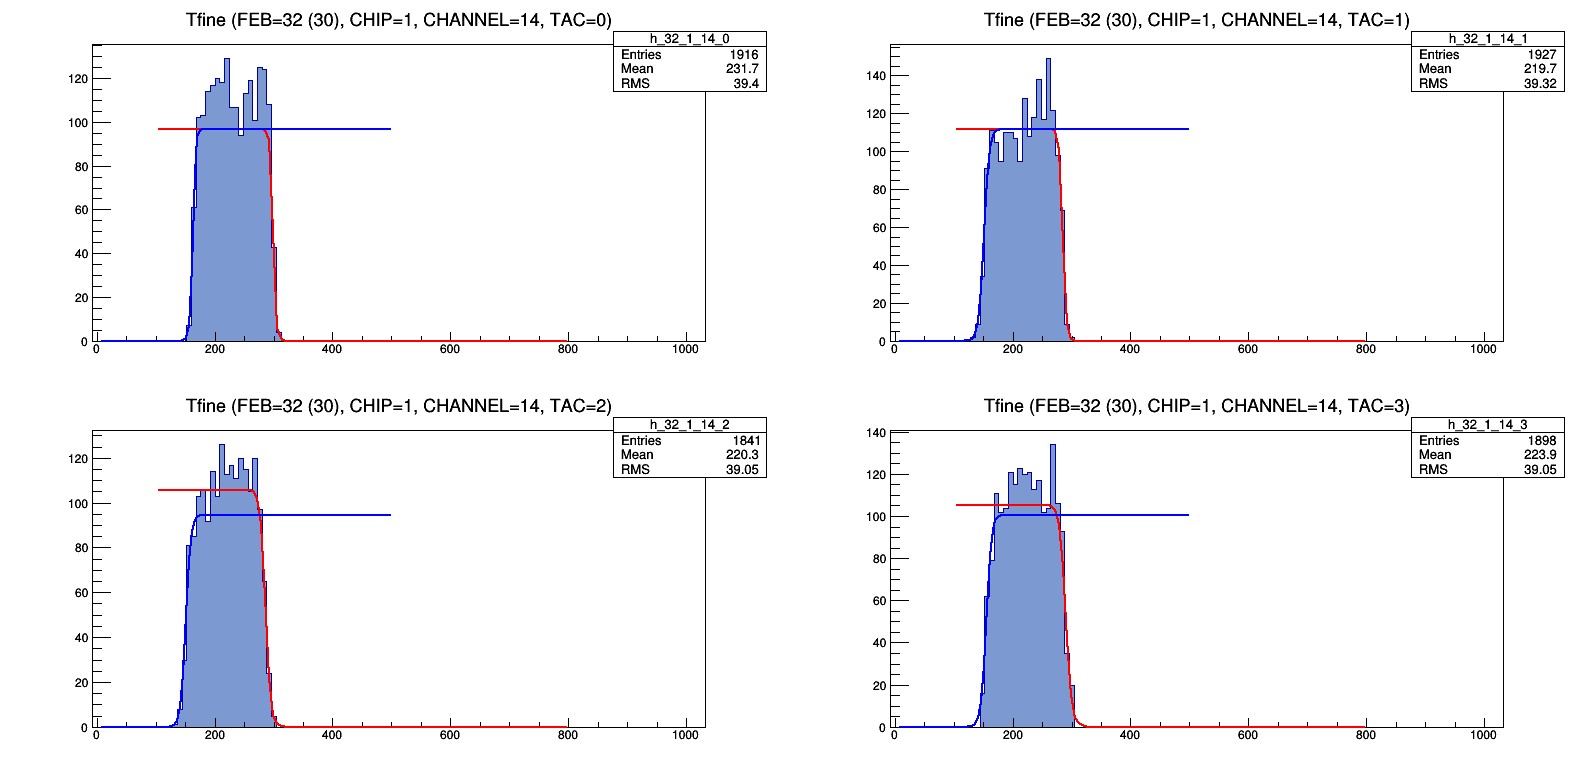 Tfine (FEB=32 (30), CHIP=1, CHANNEL=14, TAC=0)
h_32_1_14_0
Entries 1916
Mean 231.7
RMS 39.4
120
100
80
60
40
20
0
0 200 400 600 800 1000
Tfine (FEB=32 (30), CHIP=1, CHANNEL=14, TAC=1)
h_32_1_14_1
Entries 1927
Mean 219.7
RMS 39.32
140
120
100
80
60
40
20
0
0 200 400 600 800 1000
Tfine (FEB=32 (30), CHIP=1, CHANNEL=14, TAC=2)
h_32_1_14_2
Entries 1841
Mean 220.3
RMS 39.05
120
100
80
60
40
20
0
0 200 400 600 800 1000
Tfine (FEB=32 (30), CHIP=1, CHANNEL=14, TAC=3)
h_32_1_14_3
Entries 1898
Mean 223.9
RMS 39.05
140
120
100
80
60
40
20
0
0 200 400 600 800 1000